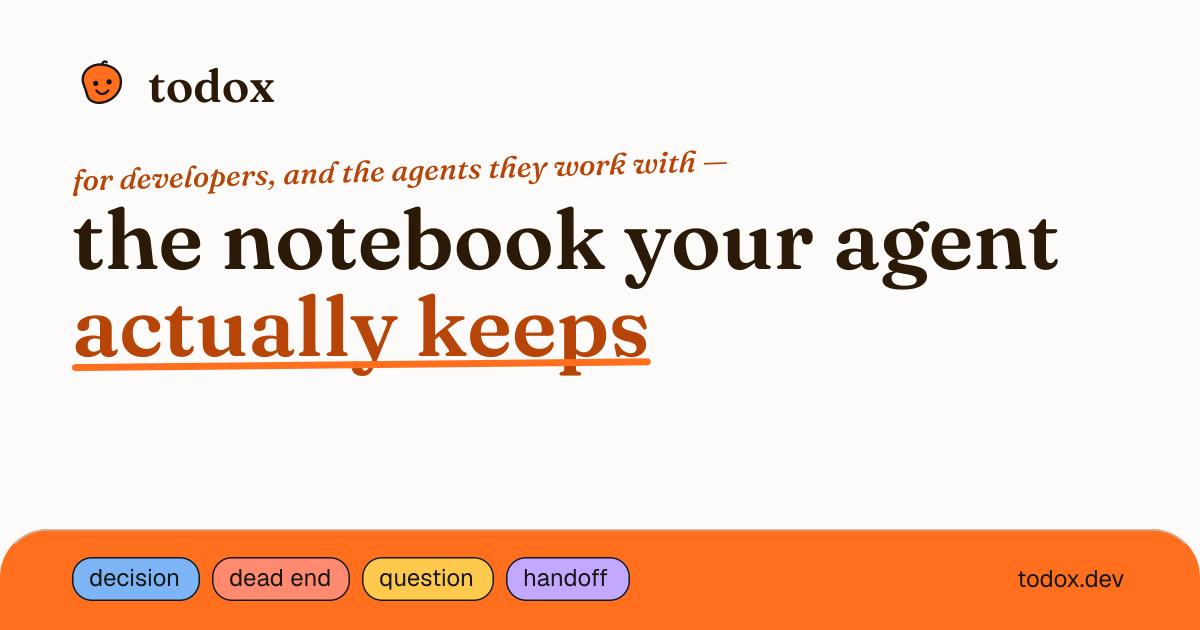 todox
for developers, and the agents they work with —
the notebook your agent
actually keeps
decision
dead end
question
handoff
todox.dev